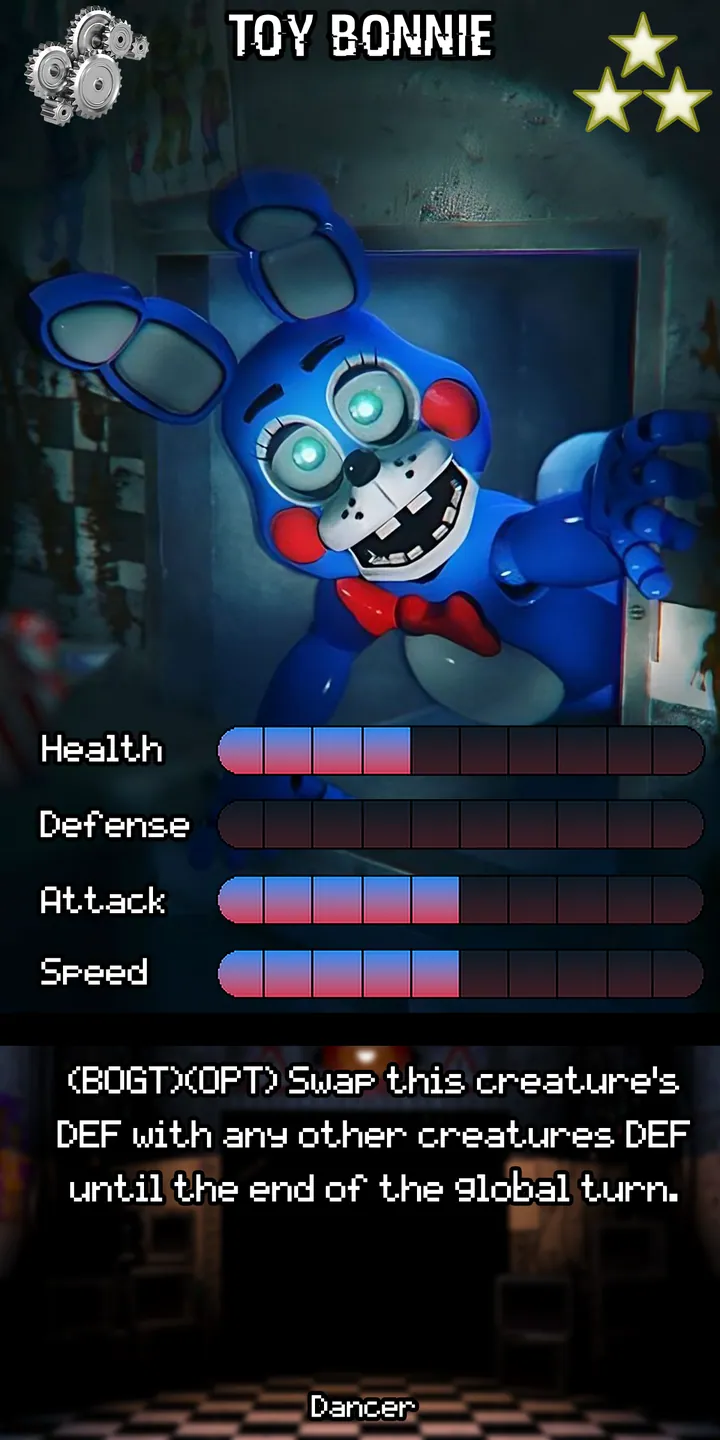 TOY BONNIE
Health
Defense
Attack
Speed
(BOGT)(OPT) Swap this creature's
DEF with any other creatures DEF
until the end of the global turn.
Dancer